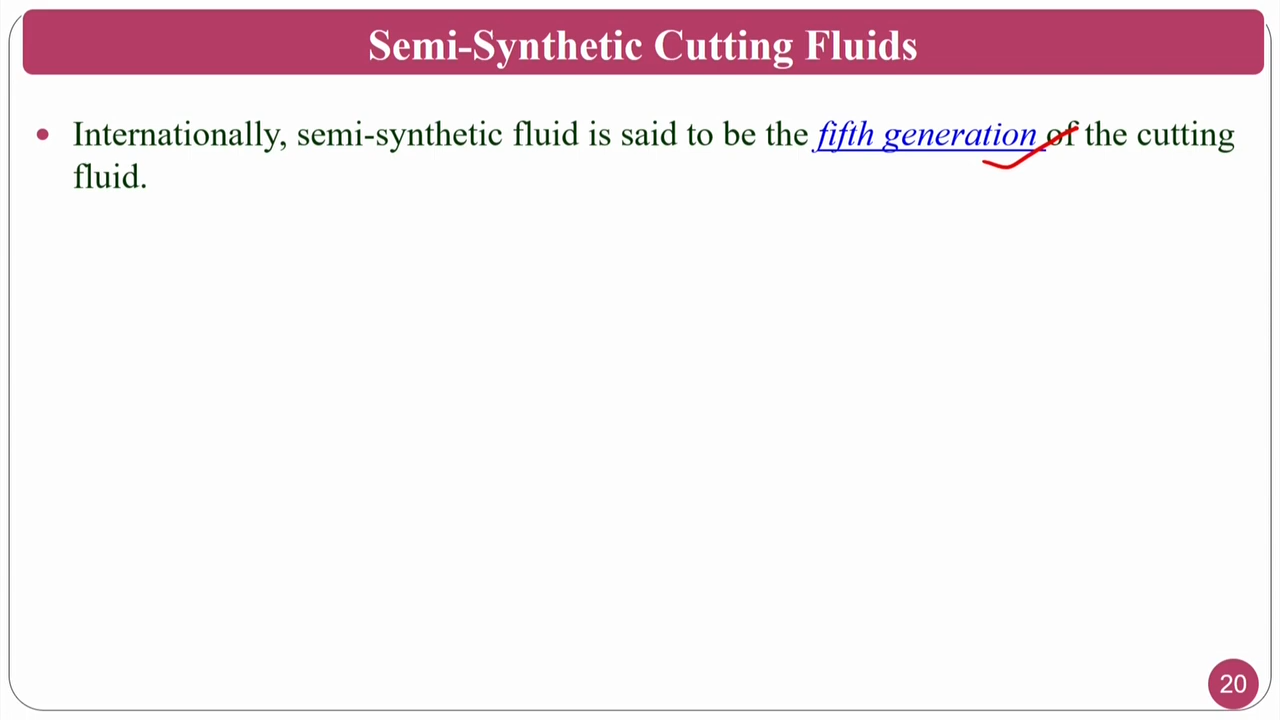 Semi-Synthetic Cutting Fluids
• Internationally, semi-synthetic fluid is said to be the fifth generation of the cutting
fluid.
20